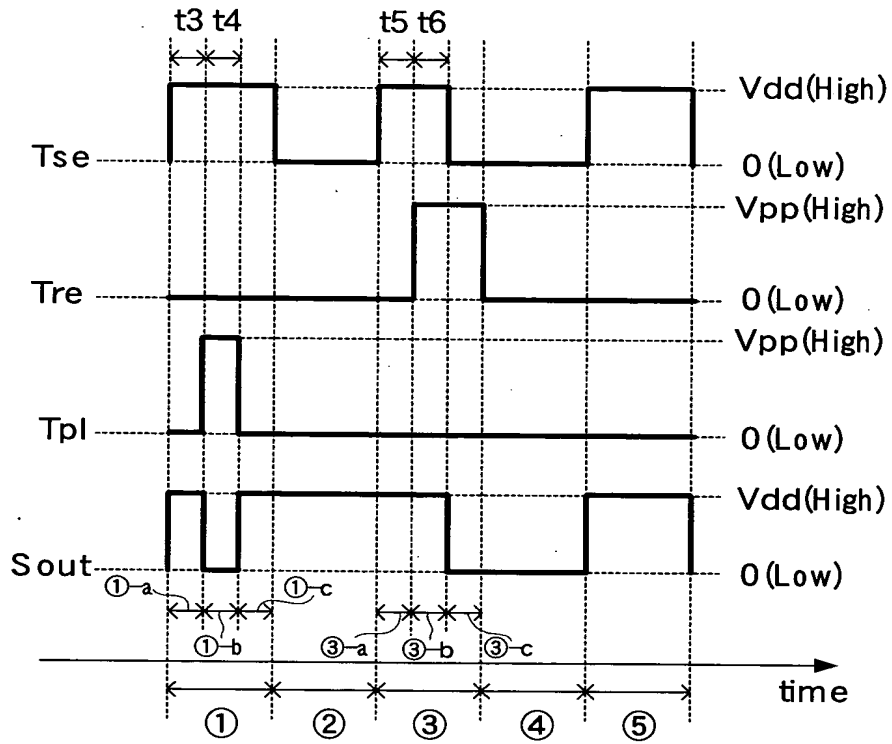 t3 t4 t5 t6
Vdd(High)
Tse
0(Low)
Vpp(High)
Tre
0(Low)
Vpp(High)
Tpl
0(Low)
Vdd(High)
Sout
0(Low)
①-a ①-c
①-b ③-a ③-b ③-c
time
① ② ③ ④ ⑤